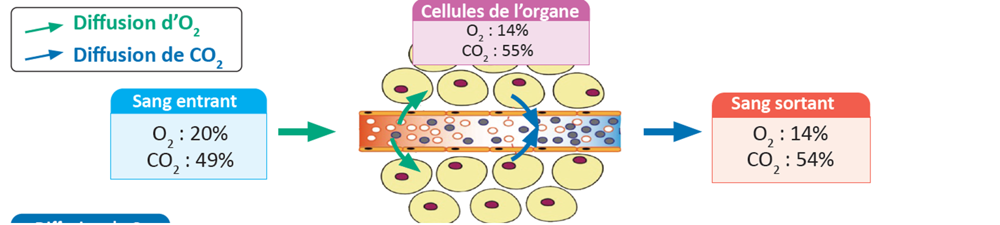 Diffusion d'O₂
Diffusion de CO₂
Cellules de l'organe
O₂ : 14%
CO₂ : 55%
Sang entrant
O₂ : 20%
CO₂ : 49%
Sang sortant
O₂ : 14%
CO₂ : 54%